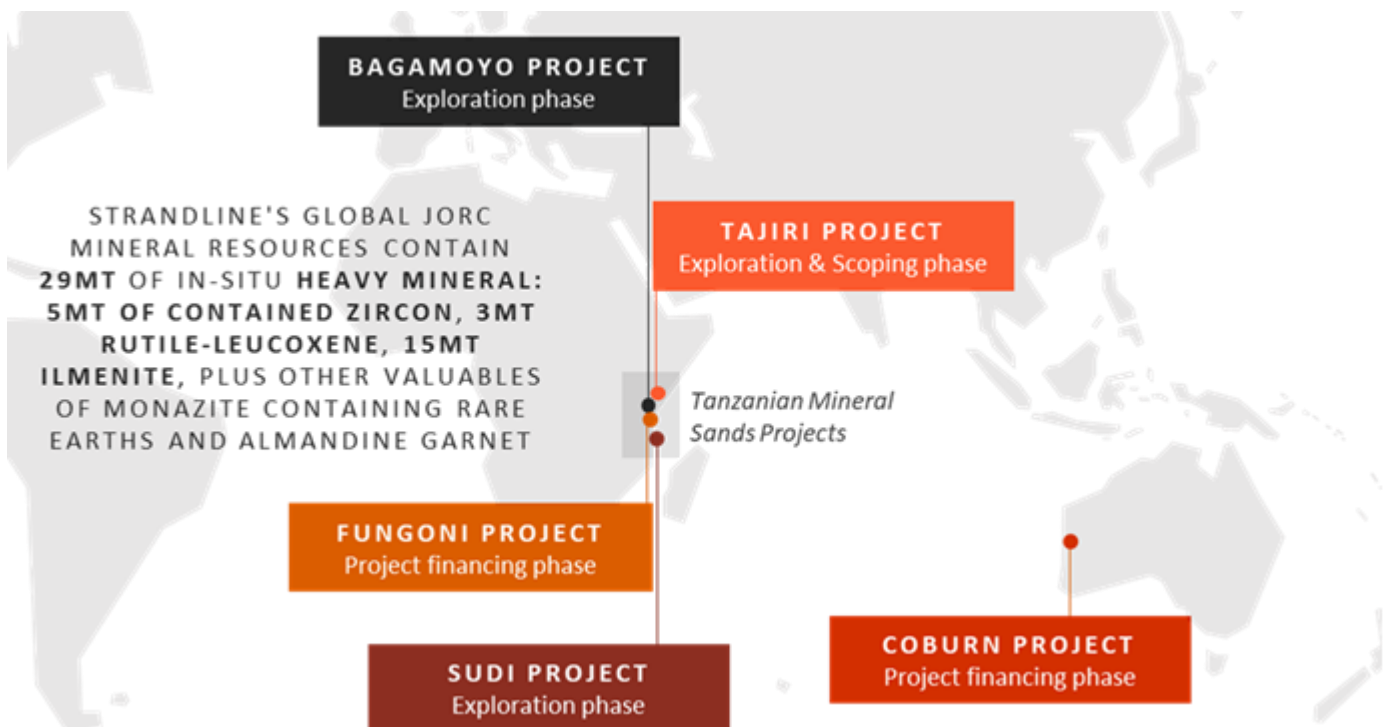 BAGAMOYO PROJECT
Exploration phase
STRANDLINE'S GLOBAL JORC
MINERAL RESOURCES CONTAIN
29MT OF IN-SITU HEAVY MINERAL:
5MT OF CONTAINED ZIRCON, 3MT
RUTILE-LEUCOXENE, 15MT
ILMENITE, PLUS OTHER VALUABLES
OF MONAZITE CONTAINING RARE
EARTHS AND ALMANDINE GARNET
TAJIRI PROJECT
Exploration & Scoping phase
Tanzanian Mineral
Sands Projects
FUNGONI PROJECT
Project financing phase
SUDI PROJECT
Exploration phase
COBURN PROJECT
Project financing phase